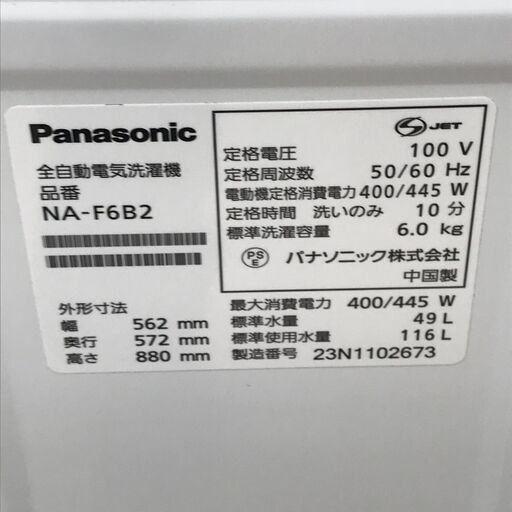 Panasonic
全自動電気洗濯機
品番
NA-F6B2
外形寸法
幅 562 mm
奥行 572 mm
高さ 880 mm
S JET
定格電圧 100 V
定格周波数 50/60 Hz
電動機定格消費電力 400/445 W
定格時間 洗いのみ 10 分
標準洗濯容量 6.0 kg
PS E パナソニック株式会社
中国製
最大消費電力 400/445 W
標準水量 49 L
標準使用水量 116 L
製造番号 23N1102673